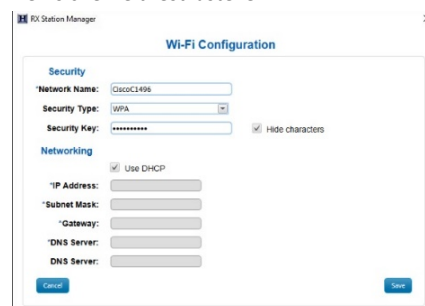 RX Station Manager
Wi-Fi Configuration
Security
*Network Name: CiscoC1496
Security Type: WPA
Security Key: ••••••••••
Hide characters
Networking
Use DHCP
*IP Address:
*Subnet Mask:
*Gateway:
*DNS Server:
DNS Server:
Cancel Save